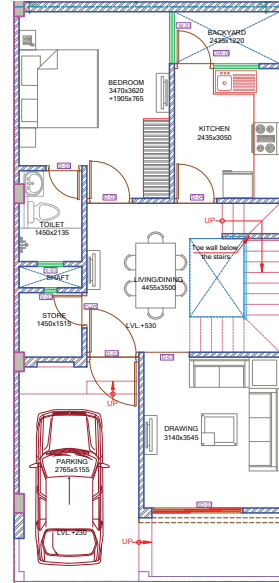 BACKYARD
2435x1220
BEDROOM
3470x3620
+1905x765
KITCHEN
2435x3050
TOILET
1450x2135
UP
Toe wall below
the stairs
SHAFT
LIVING/DINING
4455x3500
STORE
1450x1515
LVL.+530
UP
DRAWING
3140x3545
PARKING
2765x5155
LVL.+230
UP